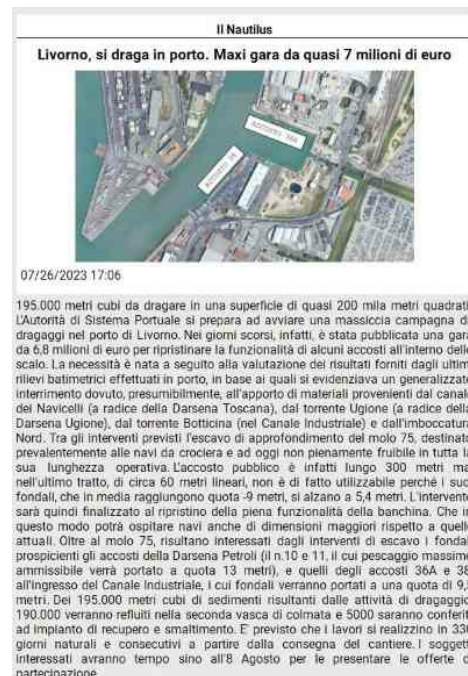 Il Nautilus
Livorno, si draga in porto. Maxi gara da quasi 7 milioni di euro
ACCOSTO 36A
ACCOSTO 38
07/26/2023 17:06
195.000 metri cubi da dragare in una superficie di quasi 200 mila metri quadrati
L'Autorità di Sistema Portuale si prepara ad avviare una massiccia campagna di
dragaggi nel porto di Livorno. Nei giorni scorsi, infatti, è stata pubblicata una gara
da 6,8 milioni di euro per ripristinare la funzionalità di alcuni accosti all'interno dello
scalo. La necessità è nata a seguito alla valutazione dei risultati forniti dagli ultimi
rilievi batimetrici effettuati in porto, in base ai quali si evidenziava un generalizzato
interrimento dovuto, presumibilmente, all'apporto di materiali provenienti dal canale
dei Navicelli (a radice della Darsena Toscana), dal torrente Ugione (a radice della
Darsena Ugione), dal torrente Botticina (nel Canale Industriale) e dall'imboccatura
Nord. Tra gli interventi previsti l'escavo di approfondimento del molo 75, destinato
prevalentemente alle navi da crociera e ad oggi non pienamente fruibile in tutta la
sua lunghezza operativa. L'accosto pubblico è infatti lungo 300 metri ma
nell'ultimo tratto, di circa 60 metri lineari, non è di fatto utilizzabile perché i suoi
fondali, che in media raggiungono quota -9 metri, si alzano a 5,4 metri. L'intervento
sarà quindi finalizzato al ripristino della piena funzionalità della banchina. Che in
questo modo potrà ospitare navi anche di dimensioni maggiori rispetto a quelle
attuali. Oltre al molo 75, risultano interessati dagli interventi di escavo i fondali
prospicienti gli accosti della Darsena Petroli (il n.10 e 11, il cui pescaggio massimo
ammissibile verrà portato a quota 13 metri), e quelli degli accosti 36A e 38
all'ingresso del Canale Industriale, i cui fondali verranno portati a una quota di 9,5
metri. Dei 195.000 metri cubi di sedimenti risultanti dalle attività di dragaggio,
190.000 verranno refluiti nella seconda vasca di colmata e 5000 saranno conferiti
ad impianto di recupero e smaltimento. E' previsto che i lavori si realizzino in 330
giorni naturali e consecutivi a partire dalla consegna del cantiere. I soggetti
interessati avranno tempo sino all'8 Agosto per le presentare le offerte di
partecipazione